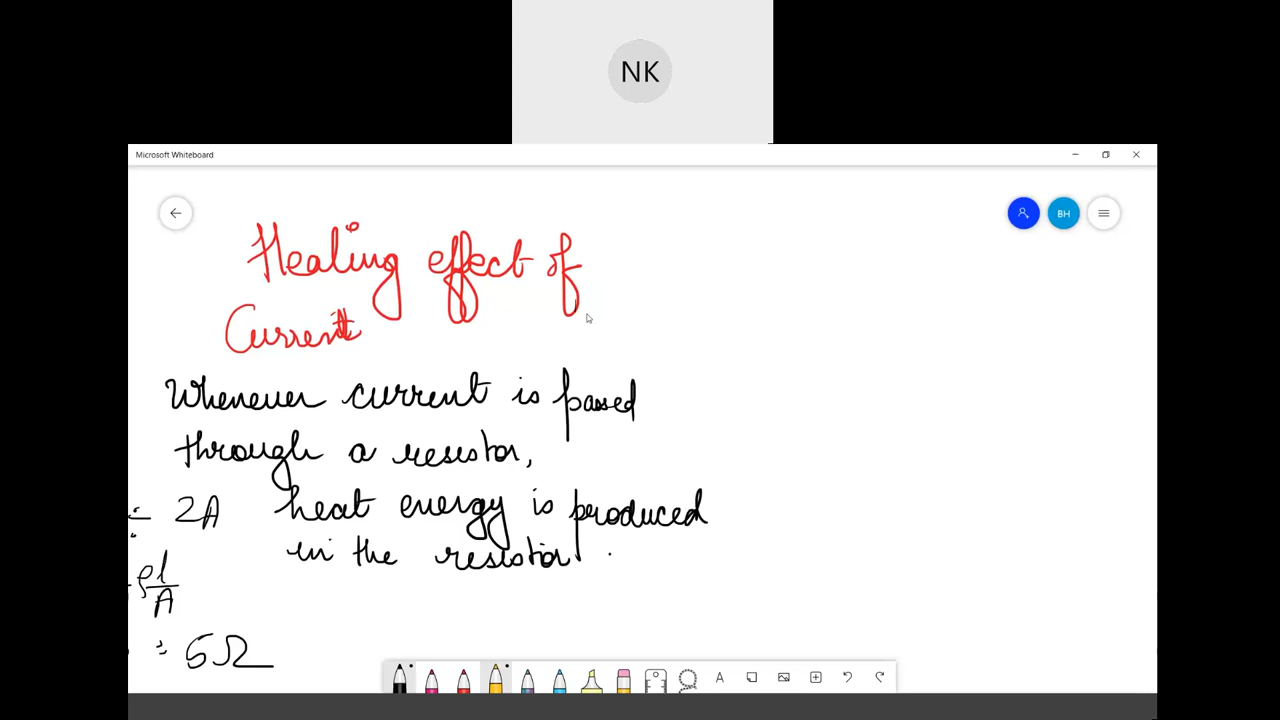 NK
Microsoft Whiteboard
BH
Healing effect of
Current
Whenever current is passed
through a resistor,
= 2A heat energy is produced
in the resistor.
ρl/A
= 5Ω
A